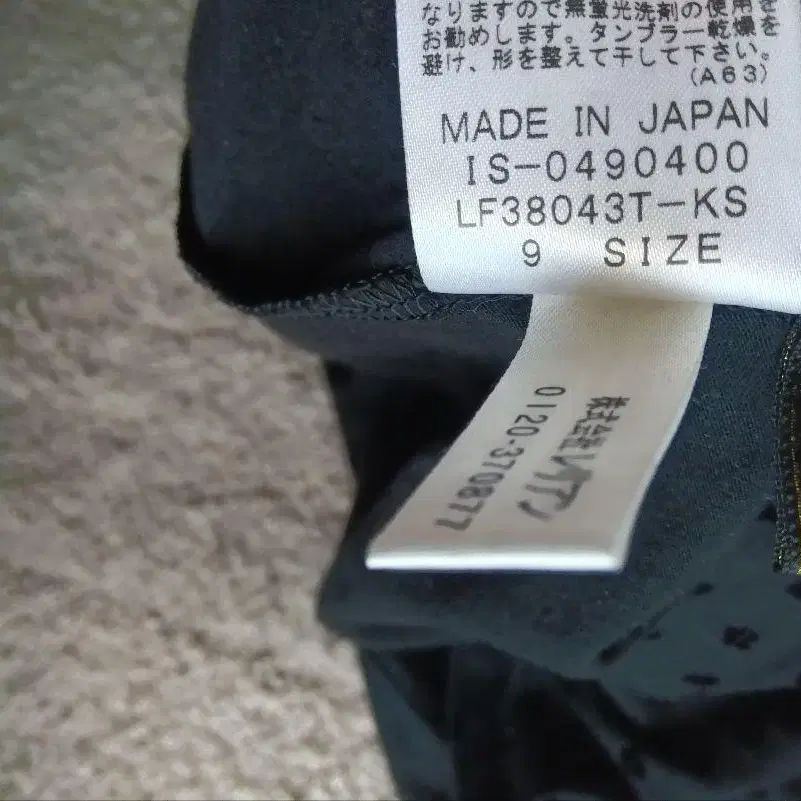 なりますので無蛍光洗剤の使用を
お勧めします。タンブラー乾燥を
避け、形を整えて干して下さい。
(A63)
MADE IN JAPAN
IS-0490400
LF38043T-KS
9 SIZE
株式会社レリアン
0120-370877